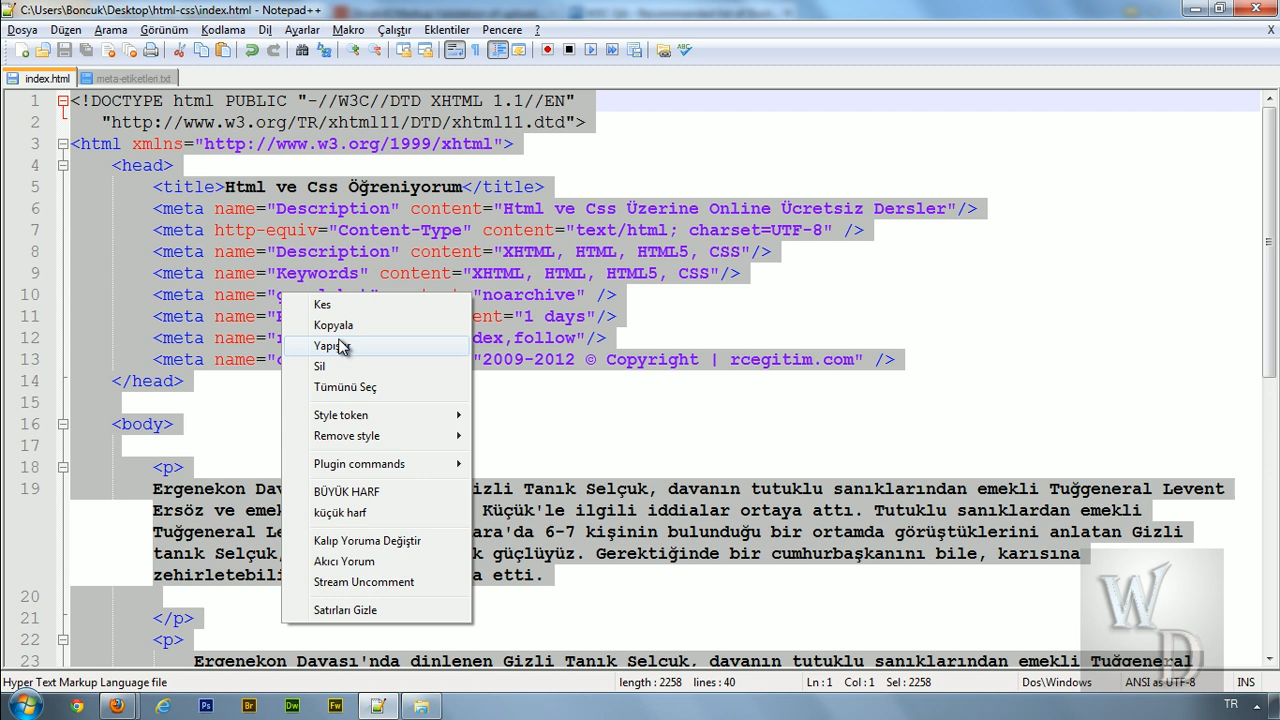 C:\Users\Boncuk\Desktop\html-css\index.html - Notepad++
Dosya Düzen Arama Görünüm Kodlama Dil Ayarlar Makro Çalıştır Eklentiler Pencere ? X
index.html meta-etiketleri.txt
1 <!DOCTYPE html PUBLIC "-//W3C//DTD XHTML 1.1//EN"
2 "http://www.w3.org/TR/xhtml11/DTD/xhtml11.dtd">
3 <html xmlns="http://www.w3.org/1999/xhtml">
4 <head>
5 <title>Html ve Css Öğreniyorum</title>
6 <meta name="Description" content="Html ve Css Üzerine Online Ücretsiz Dersler"/>
7 <meta http-equiv="Content-Type" content="text/html; charset=UTF-8" />
8 <meta name="Description" content="XHTML, HTML, HTML5, CSS"/>
9 <meta name="Keywords" content="XHTML, HTML, HTML5, CSS"/>
10 <meta name="noarchive" />
11 <meta name="ent="1 days"/>
12 <meta name="dex,follow" />
13 <meta name="2009-2012 © Copyright | rcegitim.com" />
14 </head>
15
16 <body>
17
18 <p>
19 Ergenekon Gizli Tanık Selçuk, davanın tutuklu sanıklarından emekli Tuğgeneral Levent
Ersöz ve Küçük'le ilgili iddialar ortaya attı. Tutuklu sanıklardan emekli
Tuğgeneral 6-7 kişinin bulunduğu bir ortamda görüştüklerini anlatan Gizli
tanık Selçuk, güçlüyüz. Gerektiğinde bir cumhurbaşkanını bile, karısına
etti.
20
21 </p>
22 <p>
23 Ergenekon Davası'nda dinlenen Gizli Tanık Selçuk, davanın tutuklu sanıklarından emekli Tuğgeneral
Kes
Kopyala
Yapıştır
Sil
Tümünü Seç
Style token
Remove style
Plugin commands
BÜYÜK HARF
küçük harf
Kalıp Yoruma Değiştir
Akıcı Yorum
Stream Uncomment
Satırları Gizle
WD
Hyper Text Markup Language file length : 2258 lines : 40 Ln : 1 Col : 1 Sel : 2258 Dos\Windows ANSI as UTF-8 INS
Ps Br Dw Fw TR